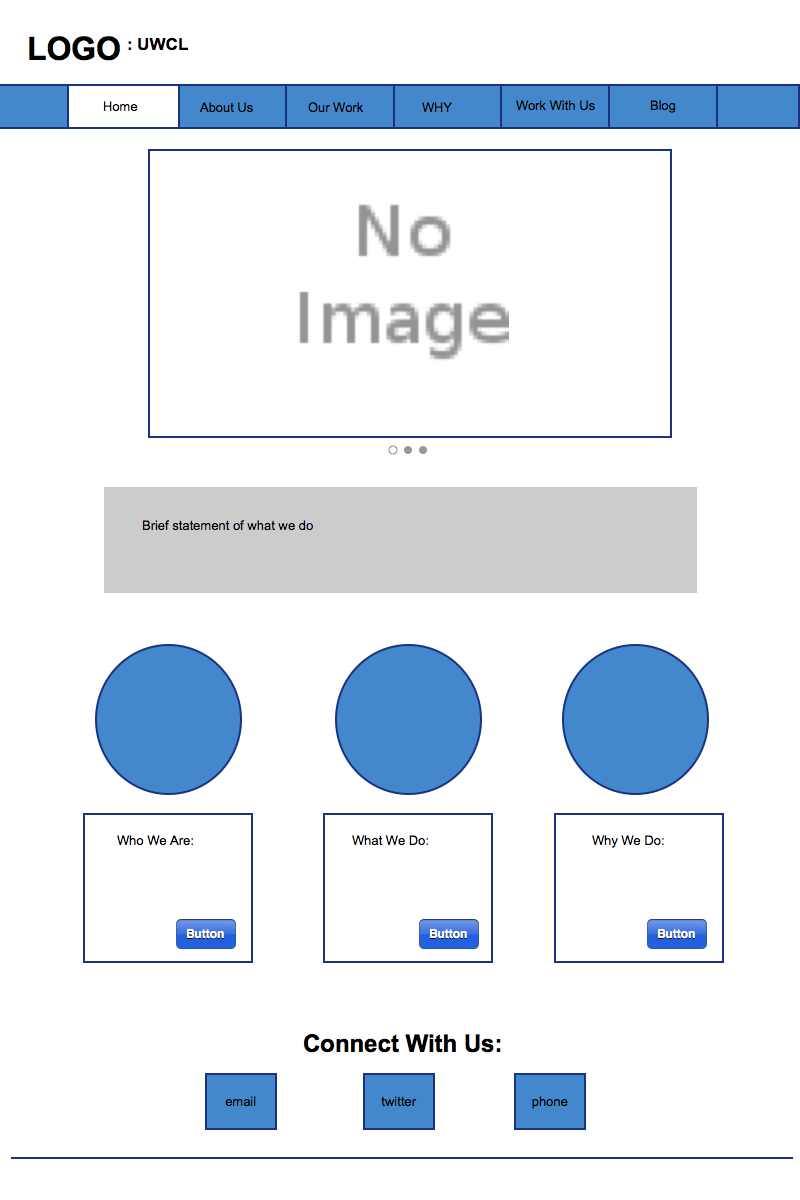 LOGO : UWCL
Home About Us Our Work WHY Work With Us Blog
No
Image
Brief statement of what we do
Who We Are: What We Do: Why We Do:
Button Button Button
Connect With Us:
email twitter phone